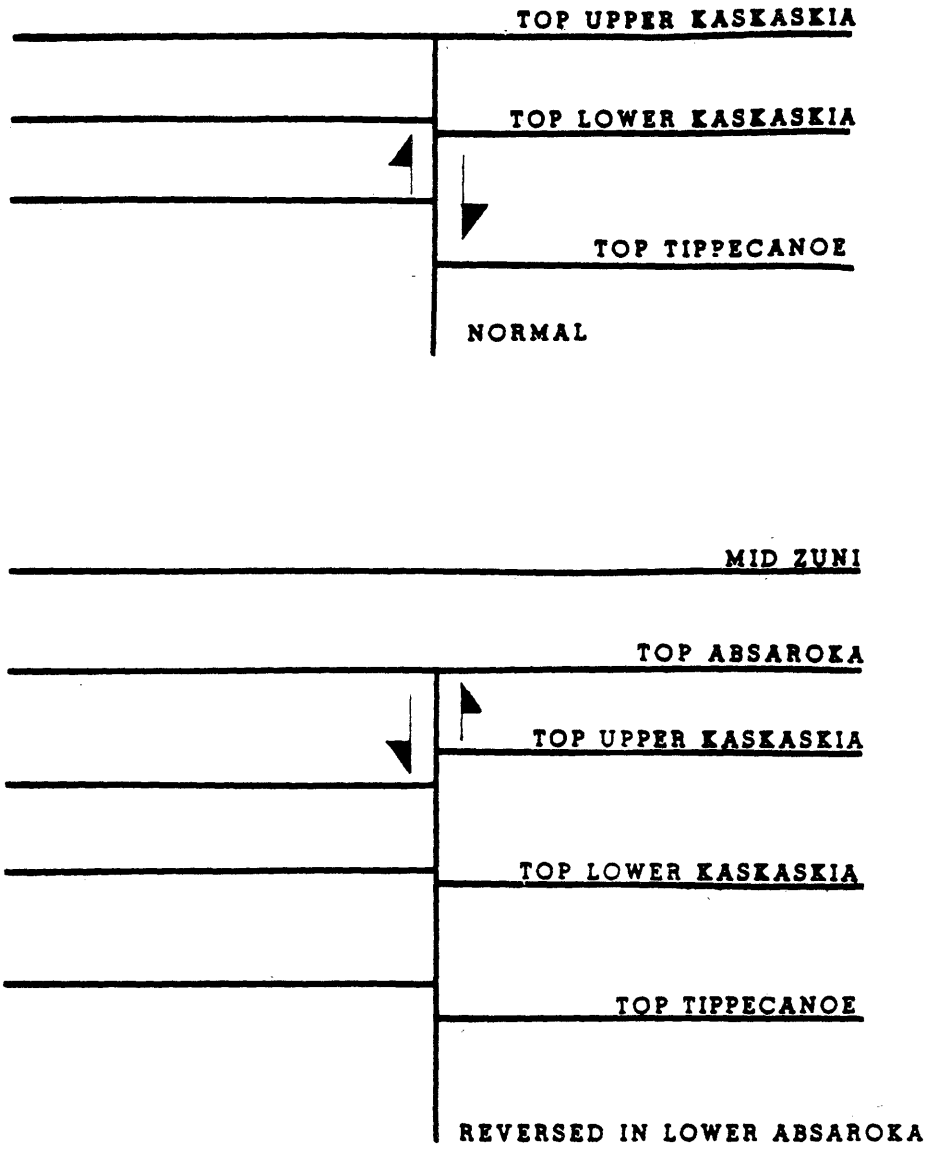 TOP UPPER KASKASKIA
TOP LOWER KASKASKIA
TOP TIPPECANOE
NORMAL
MID ZUNI
TOP ABSAROKA
TOP UPPER KASKASKIA
TOP LOWER KASKASKIA
TOP TIPPECANOE
REVERSED IN LOWER ABSAROKA